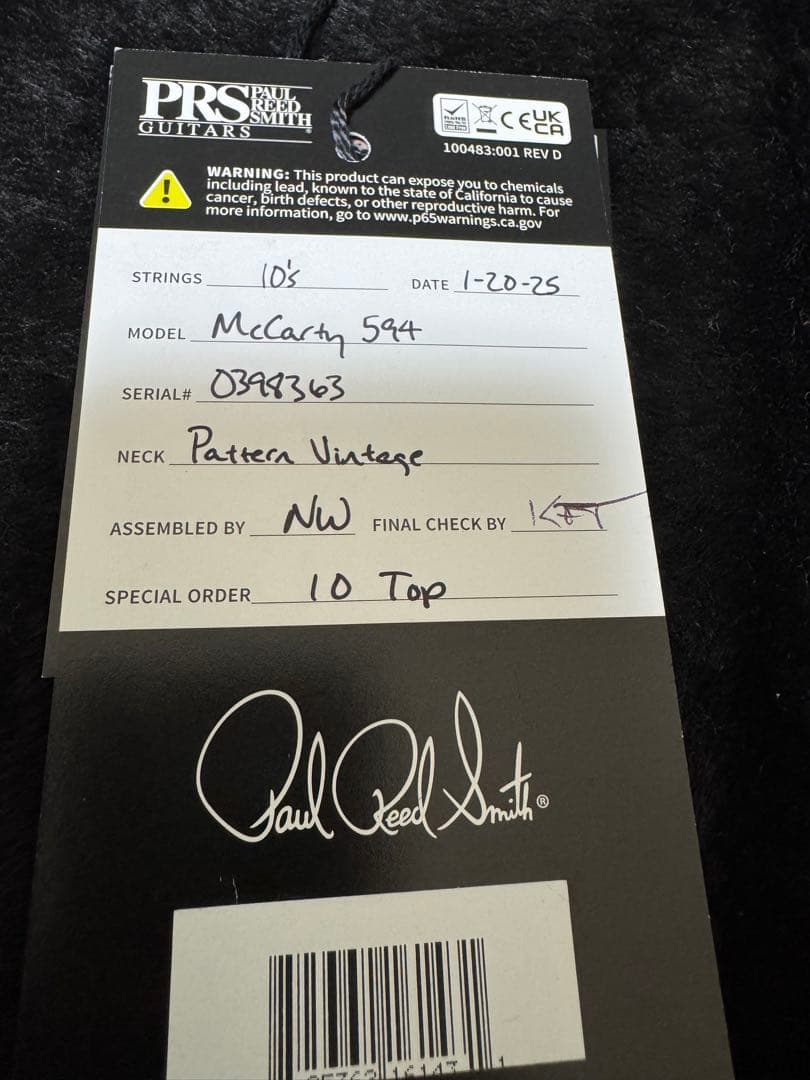 PRS PAUL REED SMITH
GUITARS
RoHS
CE UK CA
100483:001 REV D
WARNING: This product can expose you to chemicals
including lead, known to the state of California to cause
cancer, birth defects, or other reproductive harm. For
more information, go to www.p65warnings.ca.gov
STRINGS 10's DATE 1-20-25
MODEL McCarty 594
SERIAL# 0398363
NECK Pattern Vintage
ASSEMBLED BY NW FINAL CHECK BY
SPECIAL ORDER 10 Top
Paul Reed Smith®